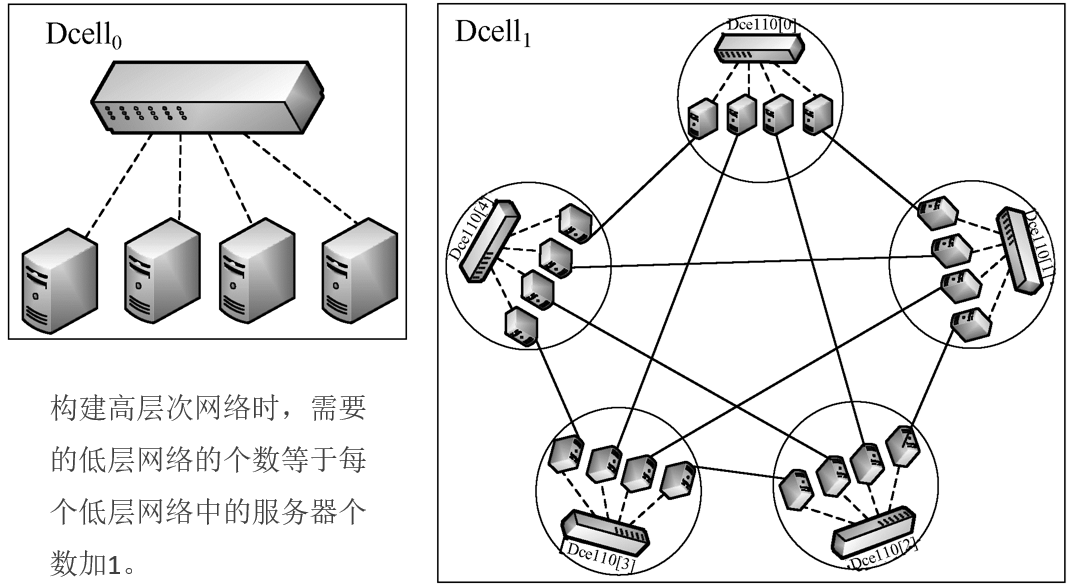 Dcell₀
构建高层次网络时，需要
的低层网络的个数等于每
个低层网络中的服务器个
数加1。
Dcell₁
Dce110[0]
Dce110[4]
Dce110[1]
Dce110[3]
Dce110[2]